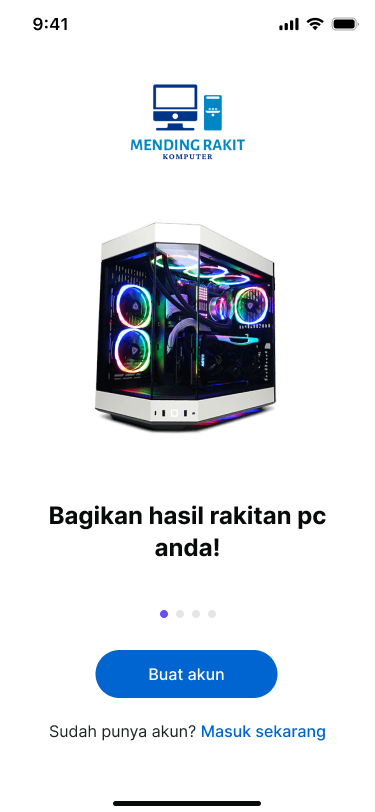 9:41
MENDING RAKIT
KOMPUTER
Bagikan hasil rakitan pc
anda!
Buat akun
Sudah punya akun? Masuk sekarang